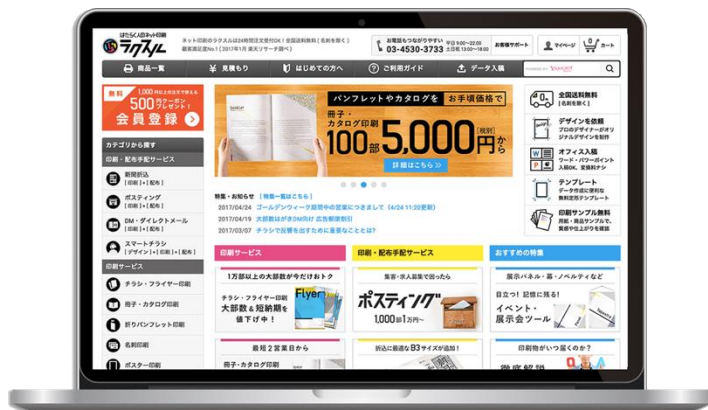 はたらく人のネット印刷
ラクスル
ネット印刷のラクスルは24時間注文受付OK！全国送料無料[名刺を除く]
顧客満足度No.1（2017年1月 楽天リサーチ調べ）
お電話もつながりやすい
03-4530-3733
平日9:00〜22:00
土日祝13:00〜18:00
お客様サポート
マイページ
0
カート
商品一覧
¥ 見積もり
はじめての方へ
ご利用ガイド
データ入稿
無料
1,000円以上の注文で使える
500円クーポン
プレゼント！
会員登録
カテゴリから探す
印刷・配布手配サービス
新聞折込
[印刷]+[配布]
ポスティング
[印刷]+[配布]
DM・ダイレクトメール
[印刷]+[配布]
スマートチラシ
[デザイン]+[印刷]+[配布]
印刷サービス
チラシ・フライヤー印刷
冊子・カタログ印刷
折りパンフレット印刷
名刺印刷
ポスター印刷
パンフレットやカタログを お手頃価格で
冊子・
カタログ印刷
100部5,000円から
[税別]
詳細はこちら
特集・お知らせ [特集一覧はこちら]
2017/04/24 ゴールデンウィーク期間中の営業につきまして（4/24 11:20更新）
2017/04/19 大部数はがきDM向け 広告郵便割引
2017/03/07 チラシで反響を出すために重要なこととは？
全国送料無料
[名刺を除く]
デザインを依頼
プロのデザイナーがオリ
ジナルデザインを制作
オフィス入稿
ワード・パワーポイント
入稿OK、変換料ナシ
テンプレート
データ作成に便利な
無料定形テンプレート
印刷サンプル無料
用紙・商品サンプルで、
質感や仕上がりを確認
印刷サービス
1万部以上の大部数が今だけおトク
チラシ・フライヤー印刷
大部数&短納期を
値下げ中！
Flyer
最短2営業日から
冊子・カタログ印刷
印刷・配布手配サービス
集客・求人募集で困ったら
ポスティング
1,000部1万円〜
折込に最適なB3サイズが追加！
おすすめの特集
展示パネル・幕・ノベルティなど
目立つ！記憶に残る！
イベント・
展示会ツール
印刷物がいつ届くのか？
徹底解説